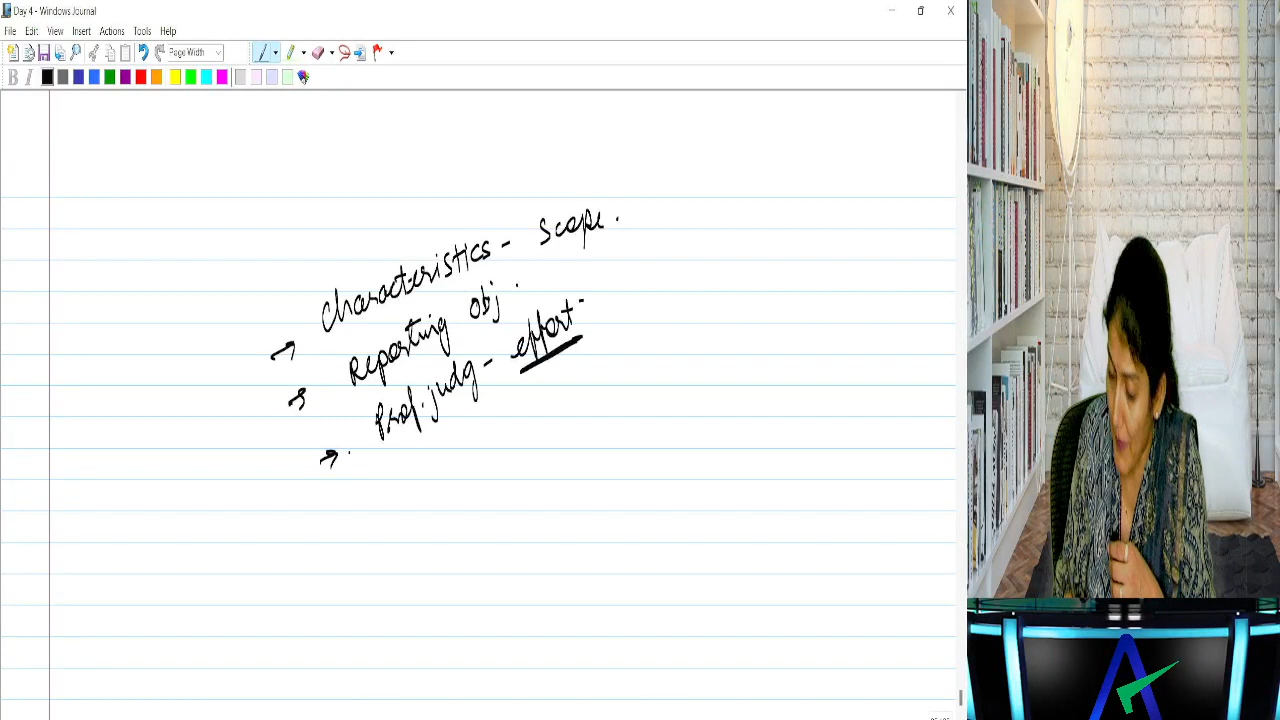 Day 4 - Windows Journal
File Edit View Insert Actions Tools Help
Page Width
B I
→ Characteristics - Scope.
→ Reporting obj.
→ Prof. judg - effort -